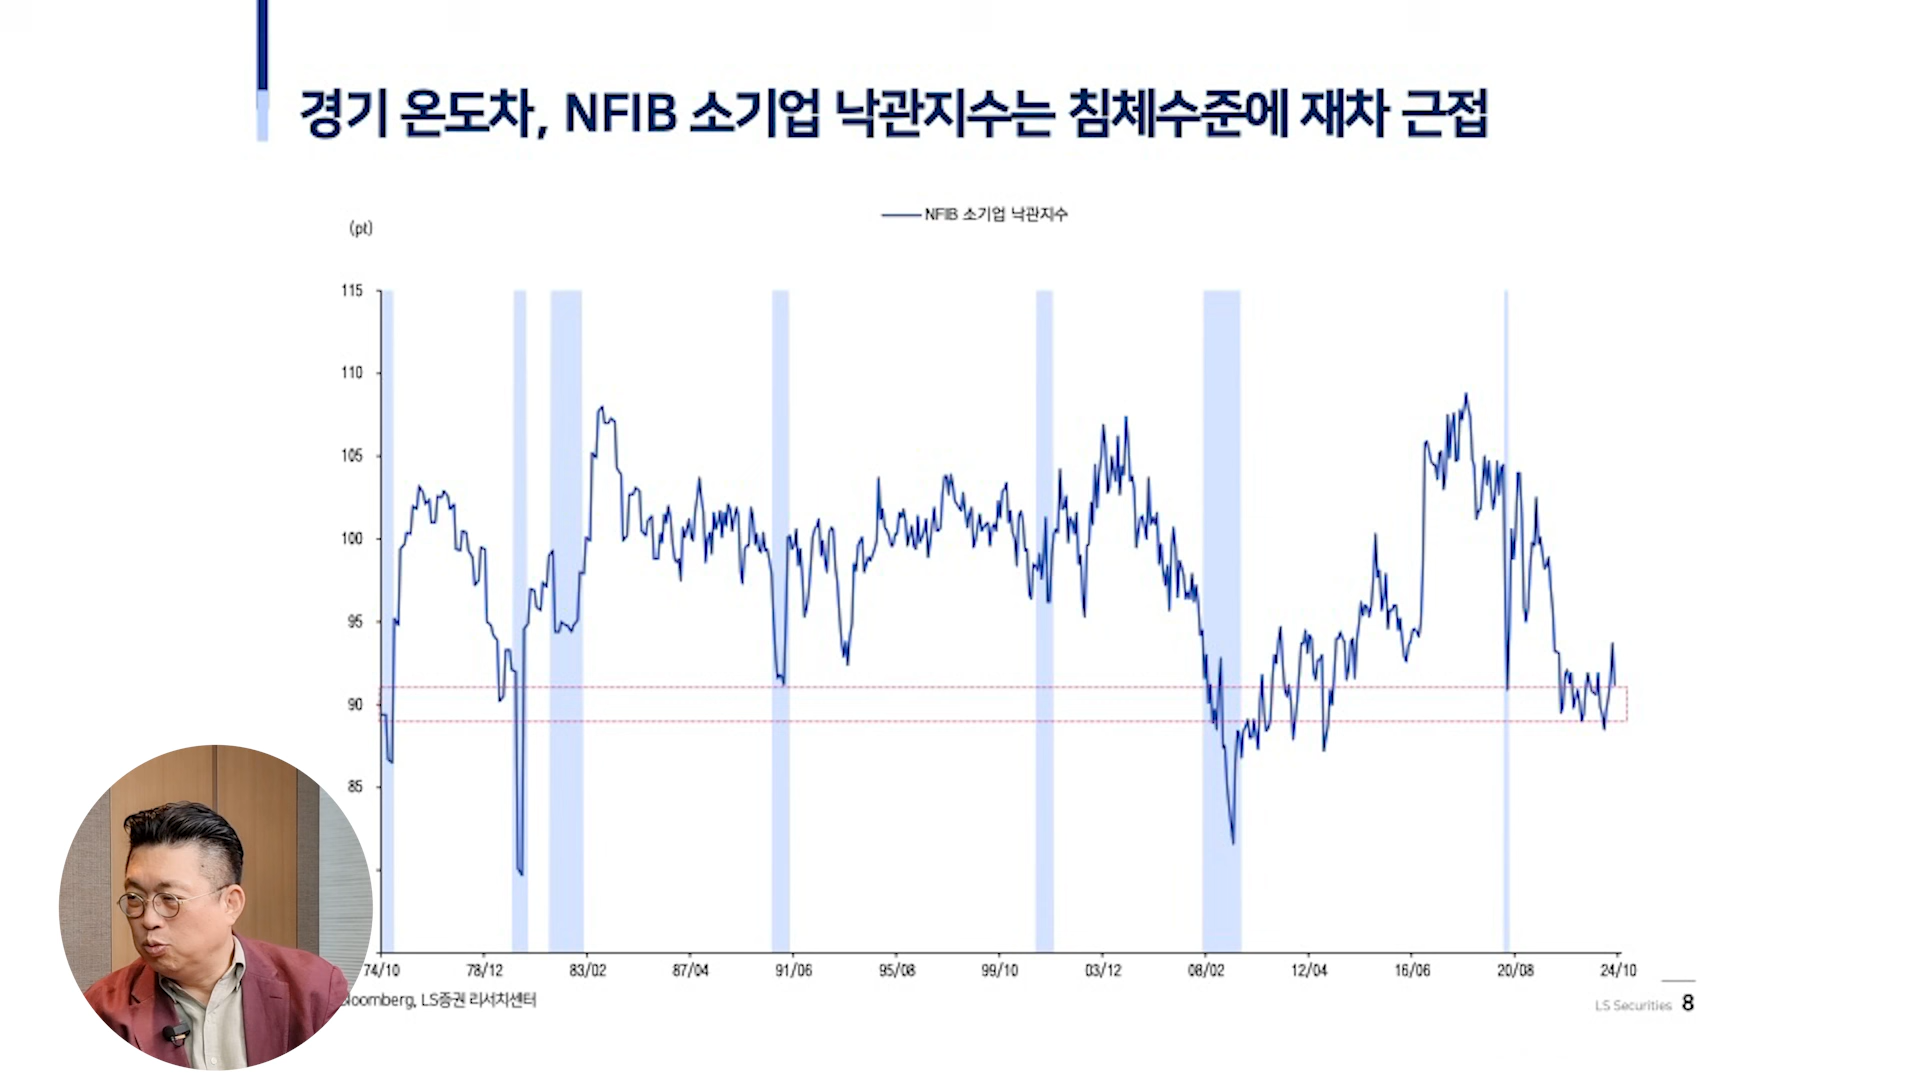 경기 온도차, NFIB 소기업 낙관지수는 침체수준에 재차 근접
NFIB 소기업 낙관지수
(pt)
115
110
105
100
95
90
85
74/10 78/12 83/02 87/04 91/06 95/08 99/10 03/12 08/02 12/04 16/06 20/08 24/10
Bloomberg, LS증권 리서치센터
LS Securities 8